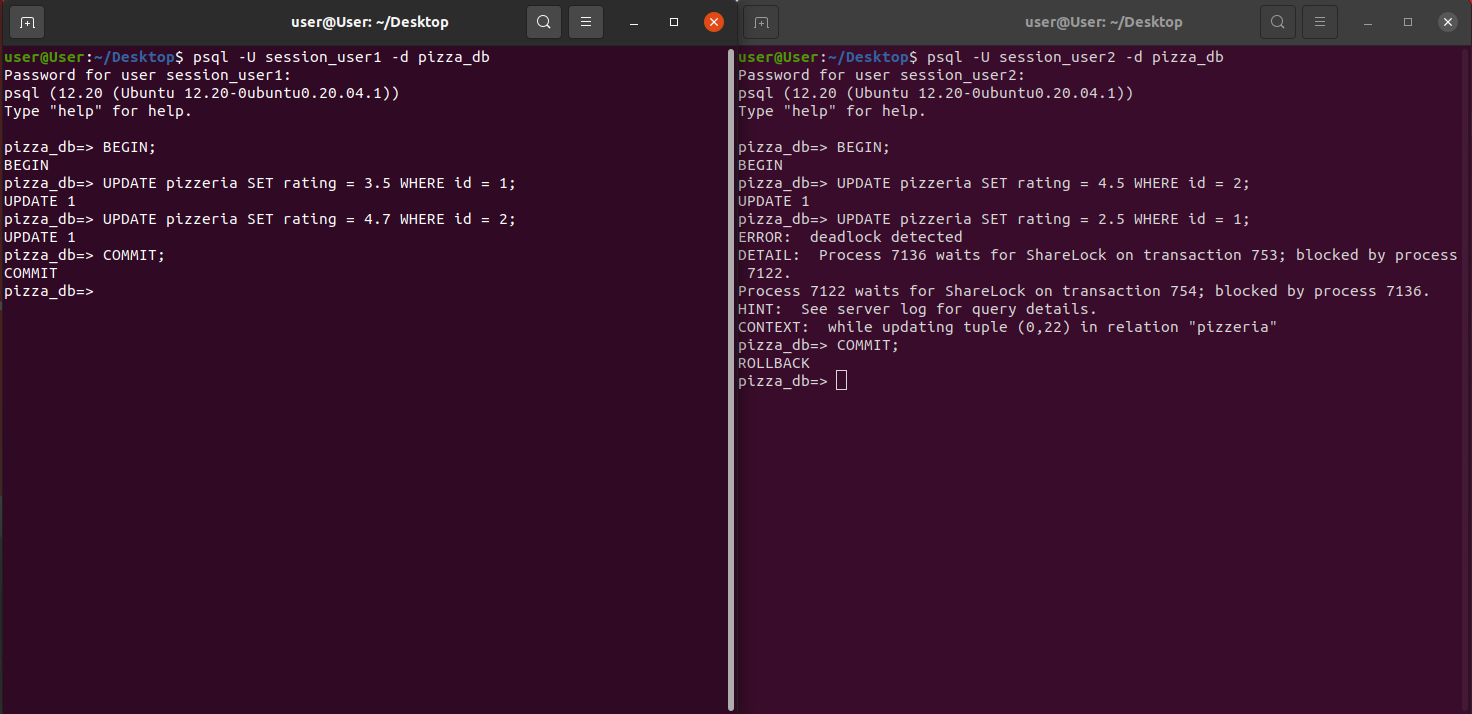 user@User: ~/Desktop
user@User:~/Desktop$ psql -U session_user1 -d pizza_db
Password for user session_user1:
psql (12.20 (Ubuntu 12.20-0ubuntu0.20.04.1))
Type "help" for help.
pizza_db=> BEGIN;
BEGIN
pizza_db=> UPDATE pizzeria SET rating = 3.5 WHERE id = 1;
UPDATE 1
pizza_db=> UPDATE pizzeria SET rating = 4.7 WHERE id = 2;
UPDATE 1
pizza_db=> COMMIT;
COMMIT
pizza_db=>
user@User: ~/Desktop
user@User:~/Desktop$ psql -U session_user2 -d pizza_db
Password for user session_user2:
psql (12.20 (Ubuntu 12.20-0ubuntu0.20.04.1))
Type "help" for help.
pizza_db=> BEGIN;
BEGIN
pizza_db=> UPDATE pizzeria SET rating = 4.5 WHERE id = 2;
UPDATE 1
pizza_db=> UPDATE pizzeria SET rating = 2.5 WHERE id = 1;
ERROR:  deadlock detected
DETAIL:  Process 7136 waits for ShareLock on transaction 753; blocked by process
 7122.
Process 7122 waits for ShareLock on transaction 754; blocked by process 7136.
HINT:  See server log for query details.
CONTEXT:  while updating tuple (0,22) in relation "pizzeria"
pizza_db=> COMMIT;
ROLLBACK
pizza_db=>